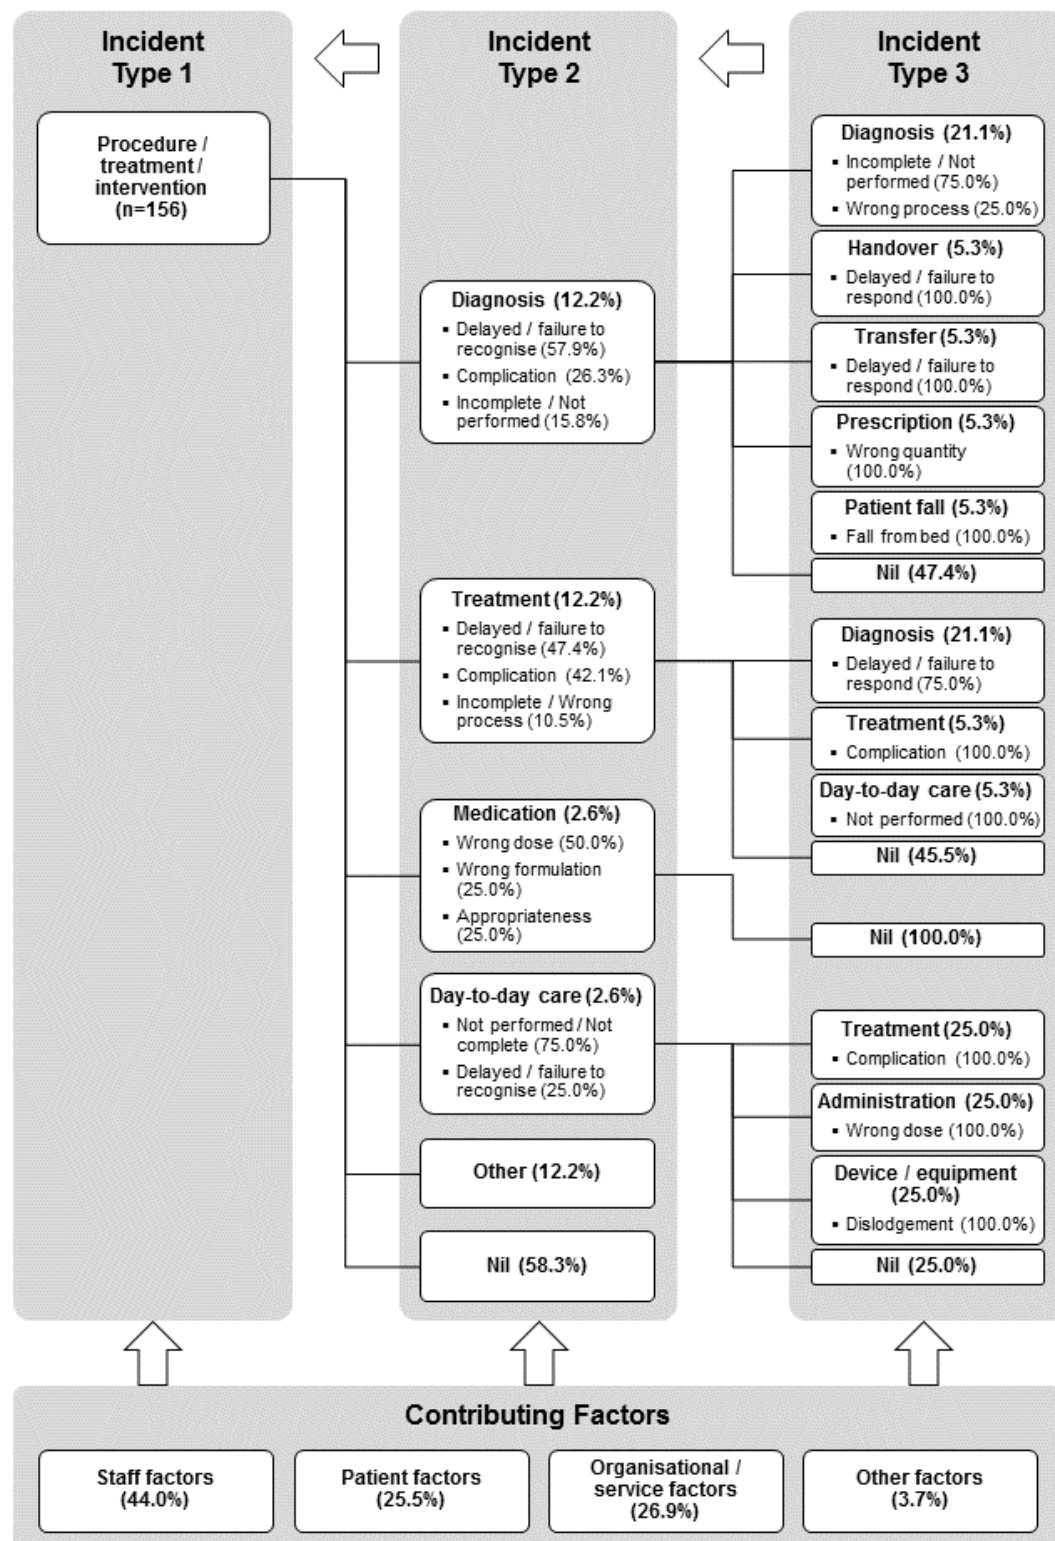 Incident
Type 1
Incident
Type 2
Incident
Type 3
Procedure /
treatment /
intervention
(n=156)
Diagnosis (12.2%)
▪ Delayed / failure to
recognise (57.9%)
▪ Complication (26.3%)
▪ Incomplete / Not
performed (15.8%)
Treatment (12.2%)
▪ Delayed / failure to
recognise (47.4%)
▪ Complication (42.1%)
▪ Incomplete / Wrong
process (10.5%)
Medication (2.6%)
▪ Wrong dose (50.0%)
▪ Wrong formulation
(25.0%)
▪ Appropriateness
(25.0%)
Day-to-day care (2.6%)
▪ Not performed / Not
complete (75.0%)
▪ Delayed / failure to
recognise (25.0%)
Other (12.2%)
Nil (58.3%)
Diagnosis (21.1%)
▪ Incomplete / Not
performed (75.0%)
▪ Wrong process (25.0%)
Handover (5.3%)
▪ Delayed / failure to
respond (100.0%)
Transfer (5.3%)
▪ Delayed / failure to
respond (100.0%)
Prescription (5.3%)
▪ Wrong quantity
(100.0%)
Patient fall (5.3%)
▪ Fall from bed (100.0%)
Nil (47.4%)
Diagnosis (21.1%)
▪ Delayed / failure to
respond (75.0%)
Treatment (5.3%)
▪ Complication (100.0%)
Day-to-day care (5.3%)
▪ Not performed (100.0%)
Nil (45.5%)
Nil (100.0%)
Treatment (25.0%)
▪ Complication (100.0%)
Administration (25.0%)
▪ Wrong dose (100.0%)
Device / equipment
(25.0%)
▪ Dislodgement (100.0%)
Nil (25.0%)
Contributing Factors
Staff factors
(44.0%)
Patient factors
(25.5%)
Organisational /
service factors
(26.9%)
Other factors
(3.7%)